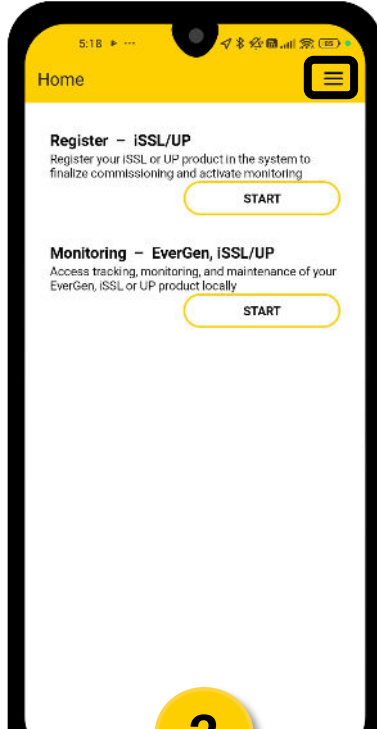 5:18 ···
85
Home
Register – iSSL/UP
Register your iSSL or UP product in the system to
finalize commissioning and activate monitoring
START
Monitoring – EverGen, iSSL/UP
Access tracking, monitoring, and maintenance of your
EverGen, iSSL or UP product locally
START